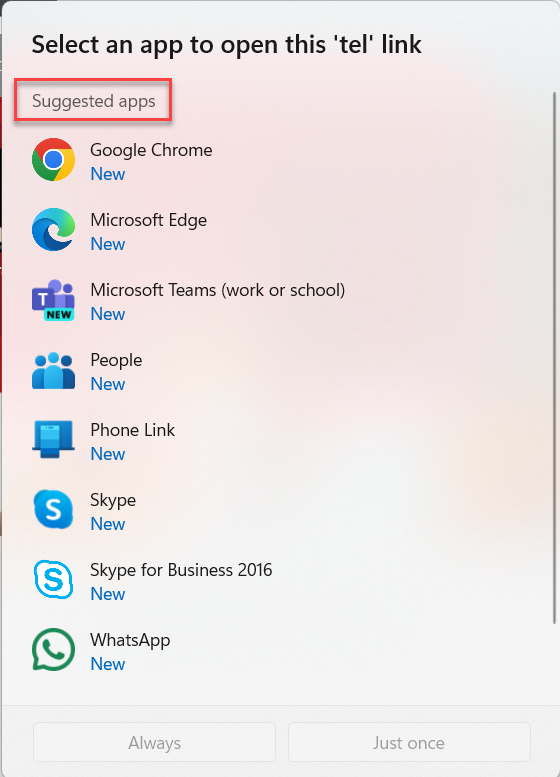 Select an app to open this 'tel' link
Suggested apps
Google Chrome
New
Microsoft Edge
New
Microsoft Teams (work or school)
New
T
NEW
People
New
Phone Link
New
S
Skype
New
S
Skype for Business 2016
New
WhatsApp
New
Always
Just once